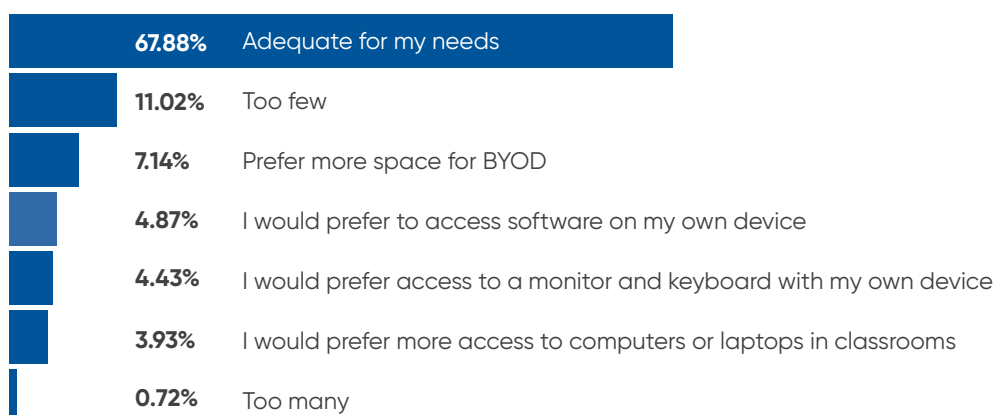 67.88% Adequate for my needs
11.02% Too few
7.14% Prefer more space for BYOD
4.87% I would prefer to access software on my own device
4.43% I would prefer access to a monitor and keyboard with my own device
3.93% I would prefer more access to computers or laptops in classrooms
0.72% Too many